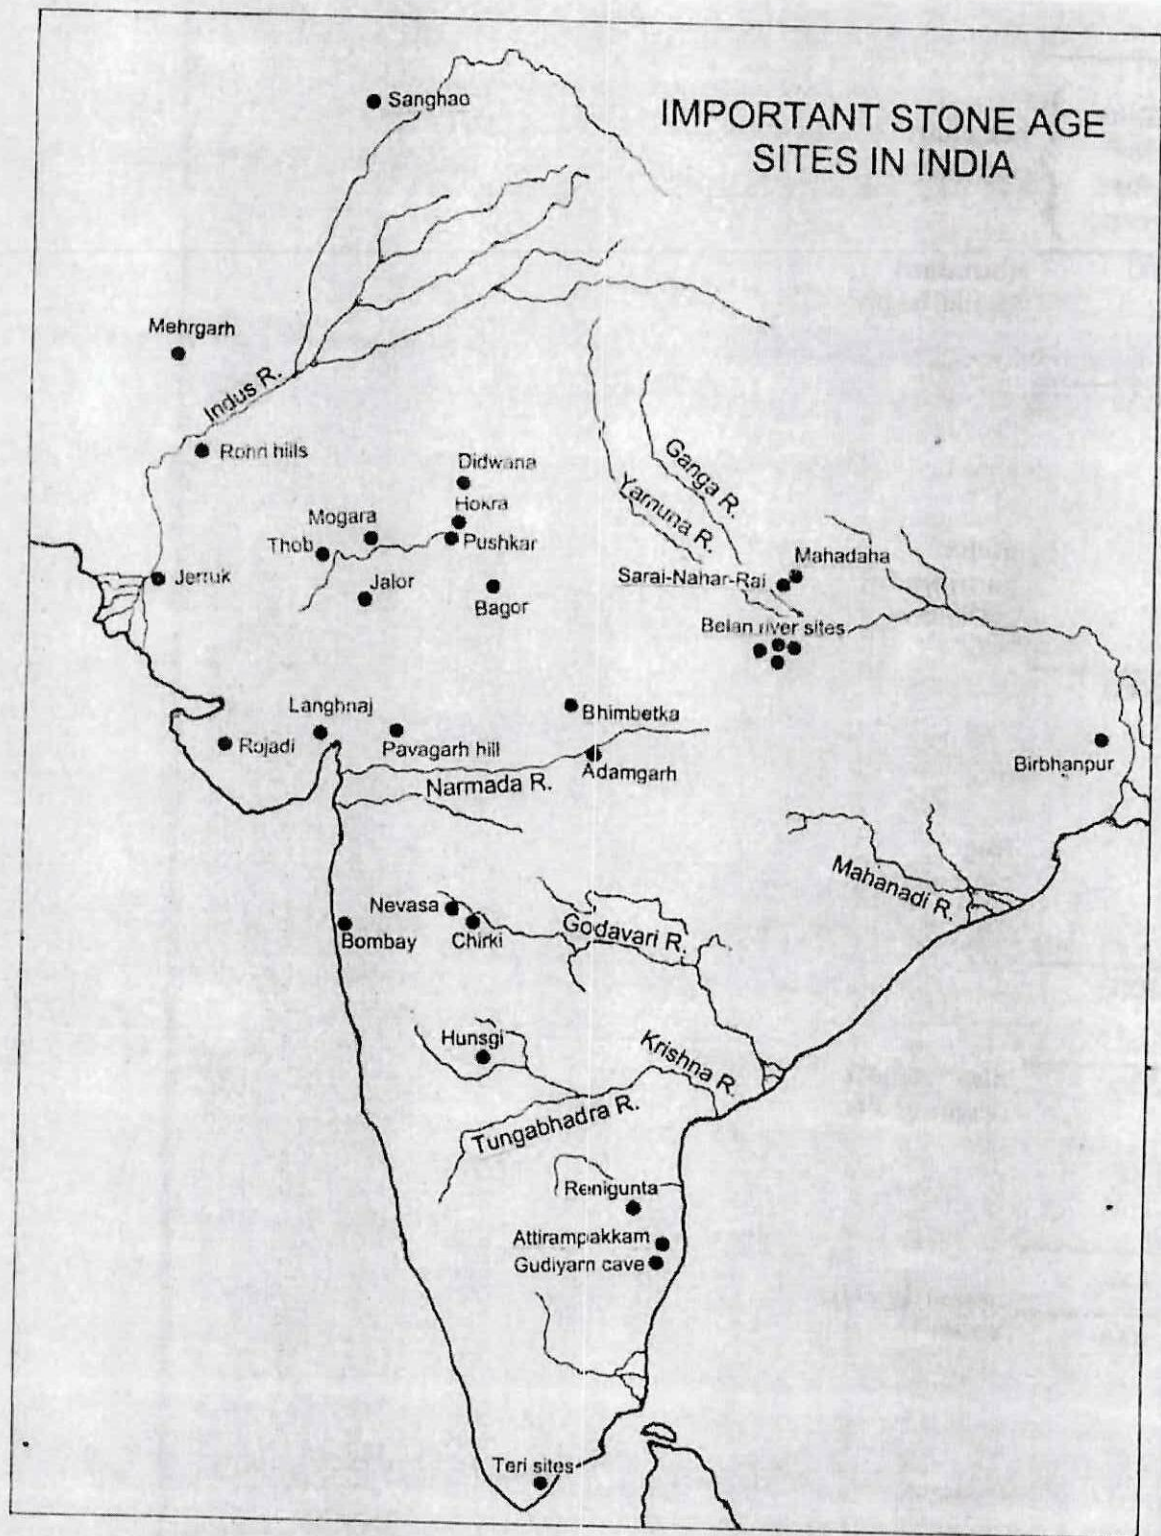 IMPORTANT STONE AGE
SITES IN INDIA
Sanghao
Mehrgarh
Indus R.
Rohri hills
Didwana
Hokra
Mogara
Thob
Pushkar
Jerruk
Jalor
Bagor
Ganga R.
Yamuna R.
Mahadaha
Sarai-Nahar-Rai
Belan river sites
Langhnaj
Bhimbetka
Rojadi
Pavagarh hill
Adamgarh
Narmada R.
Birbhanpur
Mahanadi R.
Nevasa
Bombay
Chirki
Godavari R.
Hunsgi
Krishna R.
Tungabhadra R.
Renigunta
Attirampakkam
Gudiyam cave
Teri sites